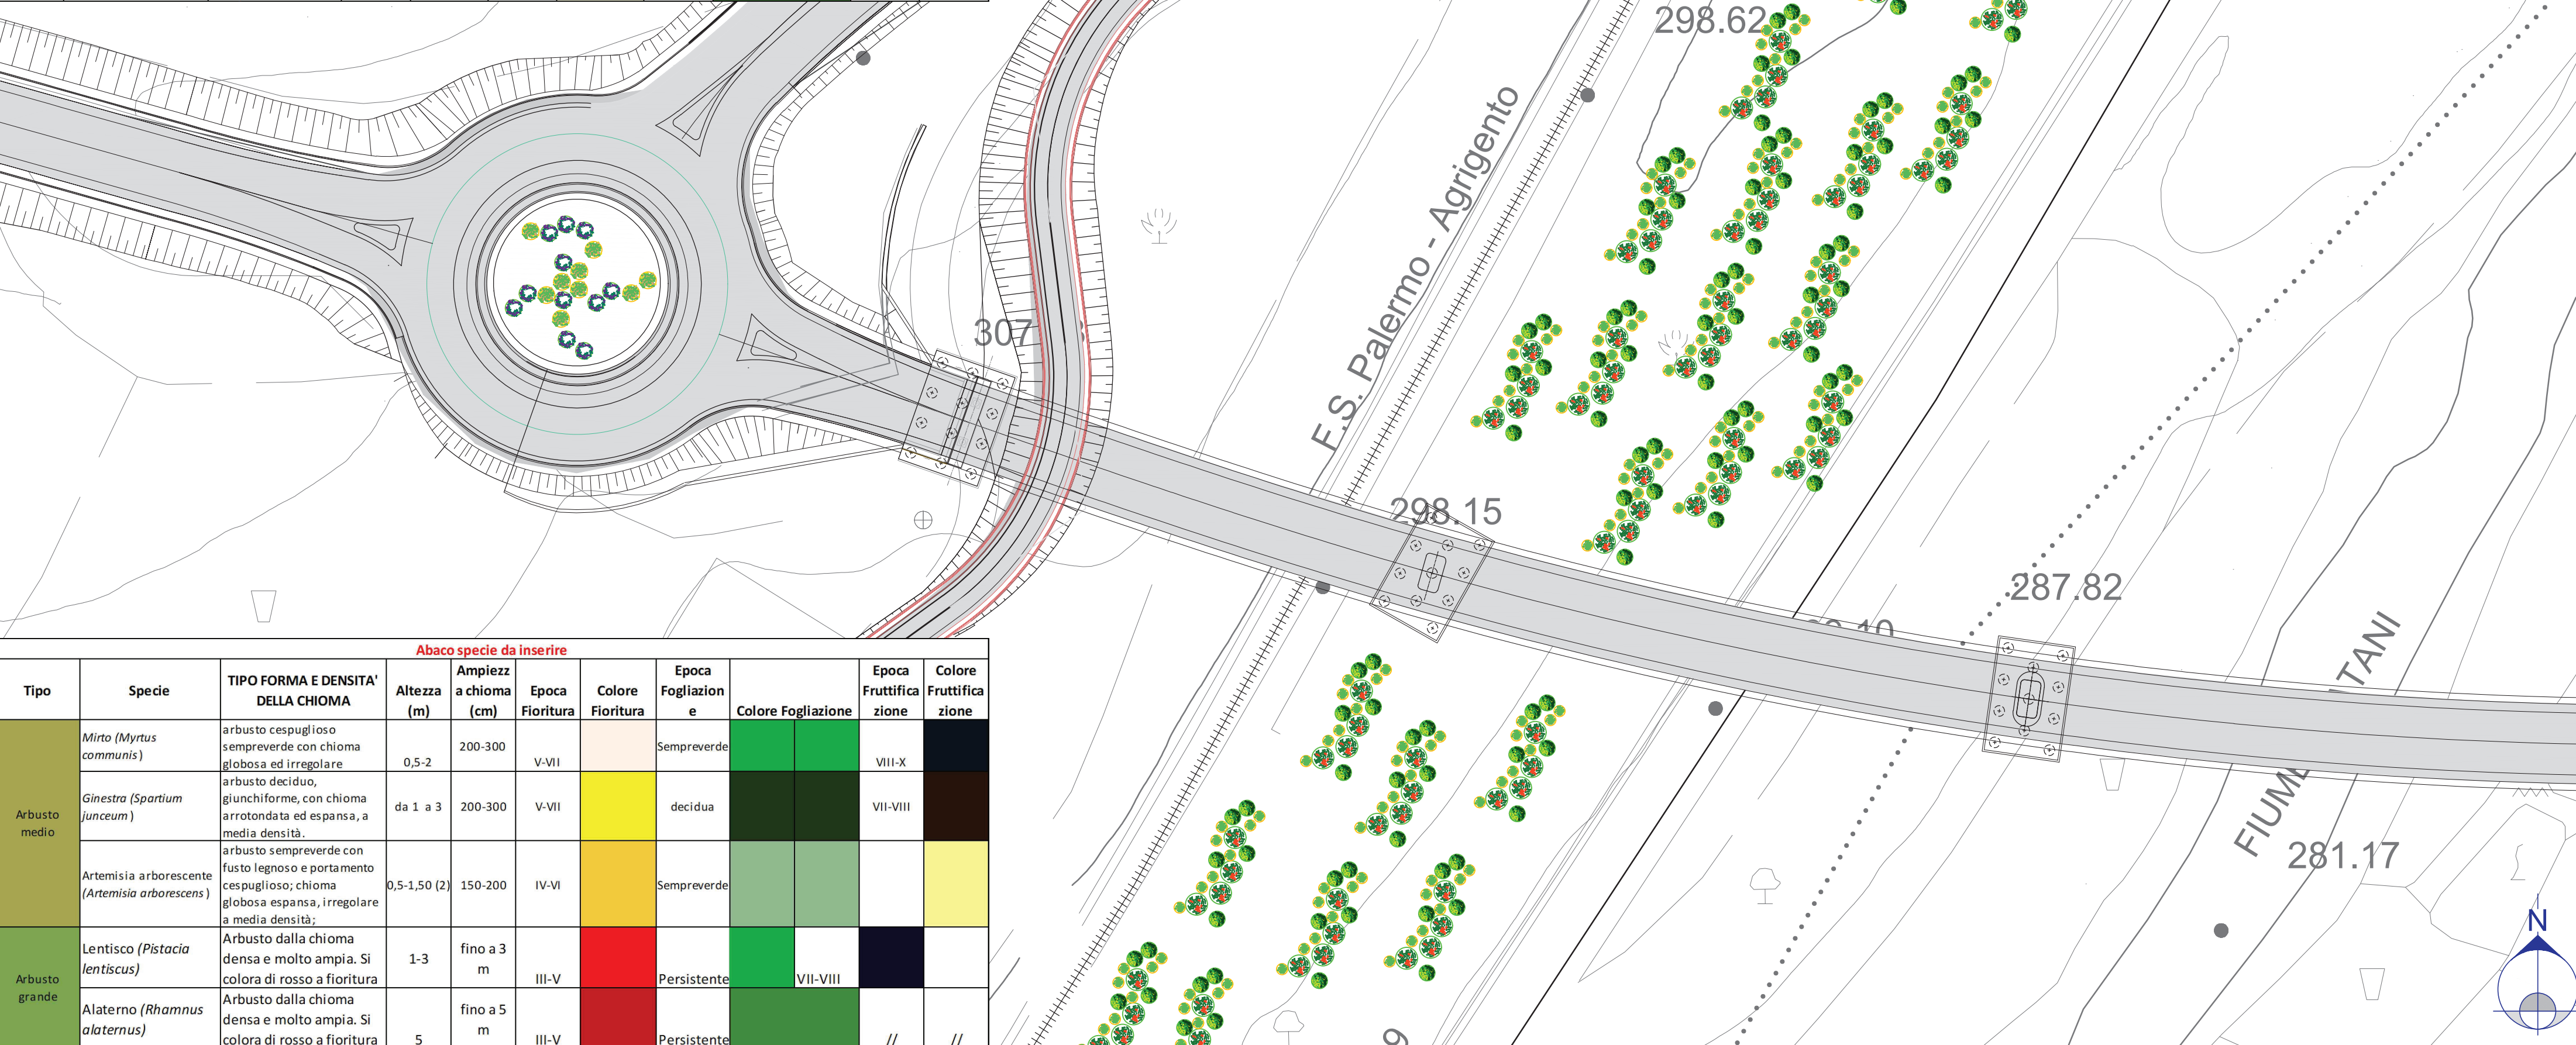 298.62
F.S. Palermo - Agrigento
307
298.15
287.82
FIUME TANI
281.17
N
Abaco specie da inserire
Tipo
Specie
TIPO FORMA E DENSITA'
DELLA CHIOMA
Altezza
(m)
Ampiezz
a chioma
(cm)
Epoca
Fioritura
Colore
Fioritura
Epoca
Fogliazion
e
Colore Fogliazione
Epoca
Fruttifica
zione
Colore
Fruttifica
zione
Arbusto
medio
Mirto (Myrtus
communis)
arbusto cespuglioso
sempreverde con chioma
globosa ed irregolare
0,5-2
200-300
V-VII
Sempreverde
VIII-X
Ginestra (Spartium
junceum)
arbusto deciduo,
giunchiforme, con chioma
arrotondata ed espansa, a
media densità.
da 1 a 3
200-300
V-VII
decidua
VII-VIII
Artemisia arborescente
(Artemisia arborescens)
arbusto sempreverde con
fusto legnoso e portamento
cespuglioso; chioma
globosa espansa, irregolare
a media densità;
0,5-1,50 (2)
150-200
IV-VI
Sempreverde
Arbusto
grande
Lentisco (Pistacia
lentiscus)
Arbusto dalla chioma
densa e molto ampia. Si
colora di rosso a fioritura
1-3
fino a 3
m
III-V
Persistente
VII-VIII
Alaterno (Rhamnus
alaternus)
Arbusto dalla chioma
densa e molto ampia. Si
colora di rosso a fioritura
5
fino a 5
m
III-V
Persistente
//
//
9